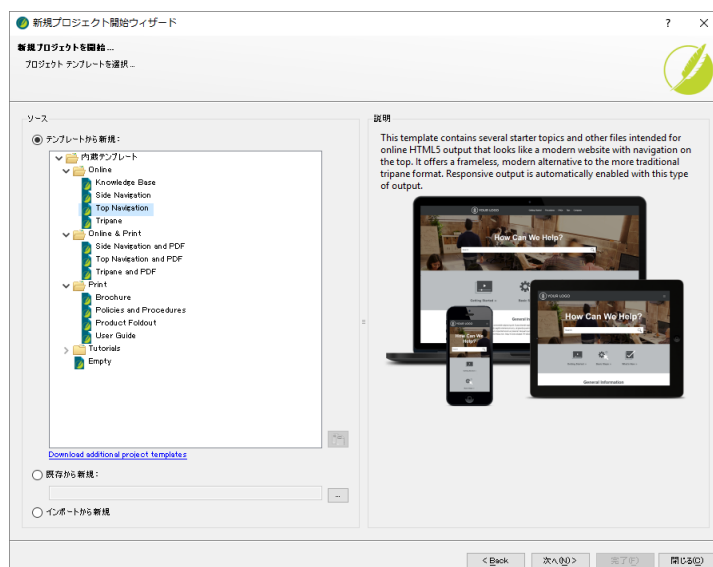 新規プロジェクト開始ウィザード
?
新規プロジェクトを開始...
プロジェクト テンプレートを選択...
ソース
テンプレートから新規:
内蔵テンプレート
Online
Knowledge Base
Side Navigation
Top Navigation
Tripane
Online & Print
Side Navigation and PDF
Top Navigation and PDF
Tripane and PDF
Print
Brochure
Policies and Procedures
Product Foldout
User Guide
Tutorials
Empty
Download additional project templates
既存から新規:
...
インポートから新規
説明
This template contains several starter topics and other files intended for
online HTML5 output that looks like a modern website with navigation on
the top. It offers a frameless, modern alternative to the more traditional
tripane format. Responsive output is automatically enabled with this type
of output.
YOUR LOGO
How Can We Help?
YOUR LOGO
How Can We Help?
YOUR LOGO
How Can We Help?
General Information
< Back
次へ(N) >
完了(F)
閉じる(C)